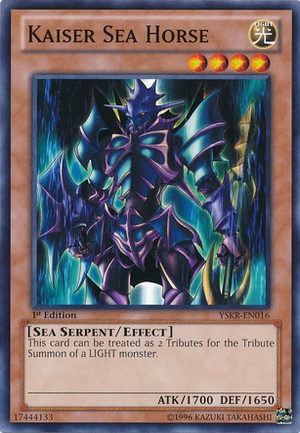 Kaiser Sea Horse
LIGHT
光
1st Edition
YSKR-EN016
[Sea Serpent/Effect]
This card can be treated as 2 Tributes for the Tribute
Summon of a LIGHT monster.
ATK/1700 DEF/1650
17444133
©1996 KAZUKI TAKAHASHI